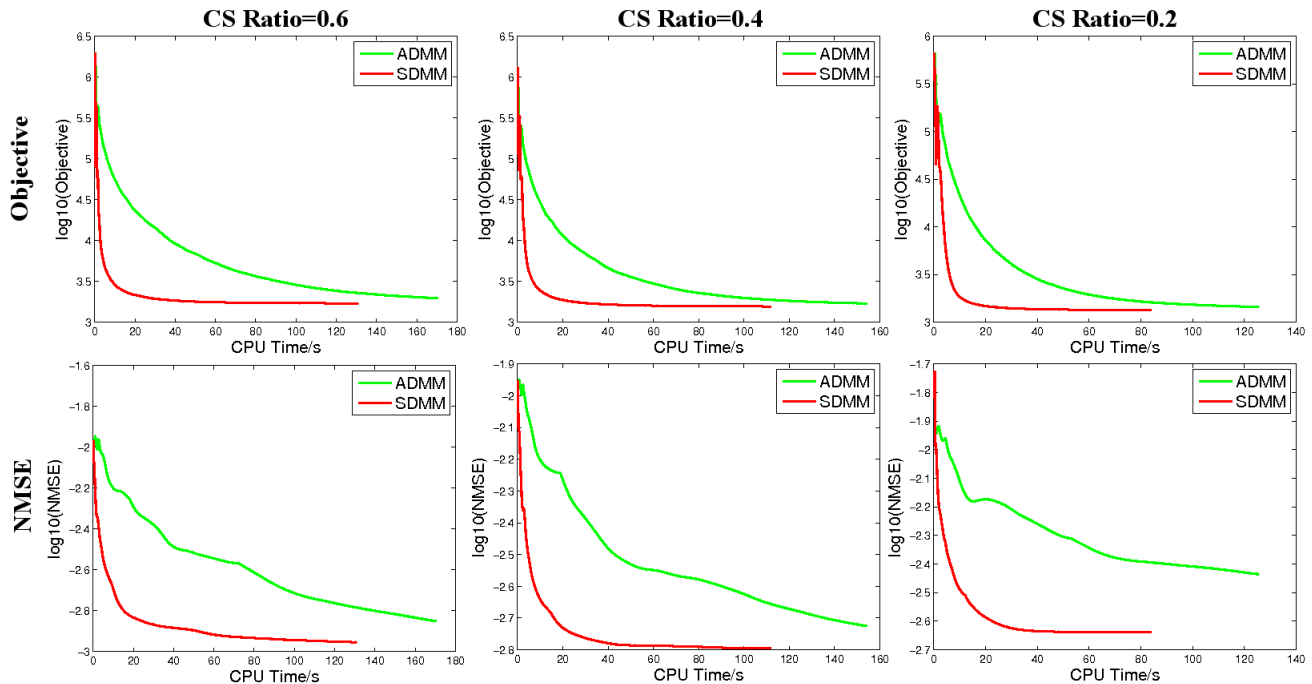 CS Ratio=0.6 CS Ratio=0.4 CS Ratio=0.2
Objective
log10(Objective)
6.5
6
5.5
5
4.5
4
3.5
3
0 20 40 60 80 100 120 140 160 180
CPU Time/s
ADMM
SDMM
log10(Objective)
6.5
6
5.5
5
4.5
4
3.5
3
0 20 40 60 80 100 120 140 160
CPU Time/s
ADMM
SDMM
log10(Objective)
6
5.5
5
4.5
4
3.5
3
0 20 40 60 80 100 120 140
CPU Time/s
ADMM
SDMM
NMSE
log10(NMSE)
−1.6
−1.8
−2
−2.2
−2.4
−2.6
−2.8
−3
0 20 40 60 80 100 120 140 160 180
CPU Time/s
ADMM
SDMM
log10(NMSE)
−1.9
−2
−2.1
−2.2
−2.3
−2.4
−2.5
−2.6
−2.7
−2.8
0 20 40 60 80 100 120 140 160
CPU Time/s
ADMM
SDMM
log10(NMSE)
−1.7
−1.8
−1.9
−2
−2.1
−2.2
−2.3
−2.4
−2.5
−2.6
−2.7
0 20 40 60 80 100 120 140
CPU Time/s
ADMM
SDMM